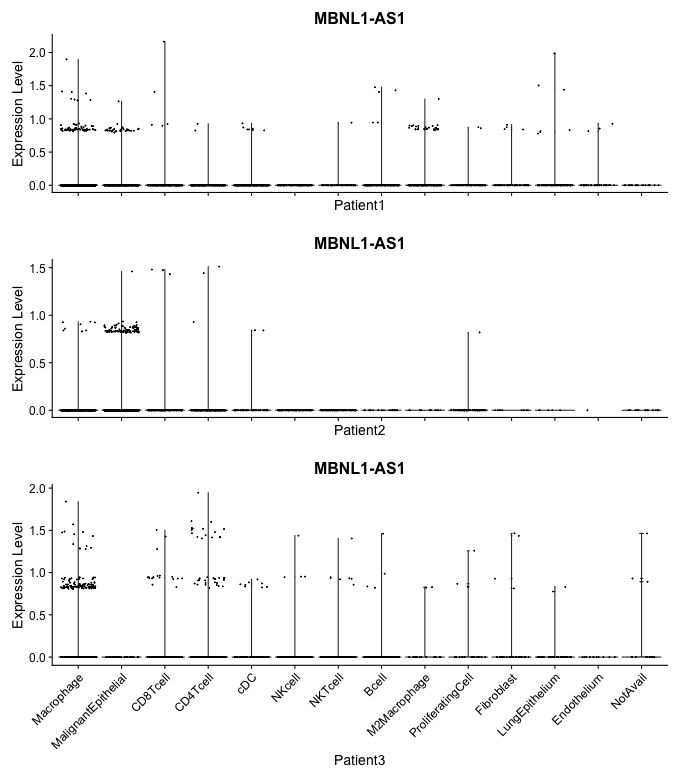 MBNL1-AS1
2.0
1.5
1.0
0.5
0.0
Expression Level
Patient1
MBNL1-AS1
1.5
1.0
0.5
0.0
Expression Level
Patient2
MBNL1-AS1
2.0
1.5
1.0
0.5
0.0
Expression Level
Macrophage
MalignantEpithelial
CD8Tcell
CD4Tcell
cDC
NKcell
NKTcell
Bcell
M2Macrophage
ProliferatingCell
Fibroblast
LungEpithelium
Endothelium
NotAvail
Patient3